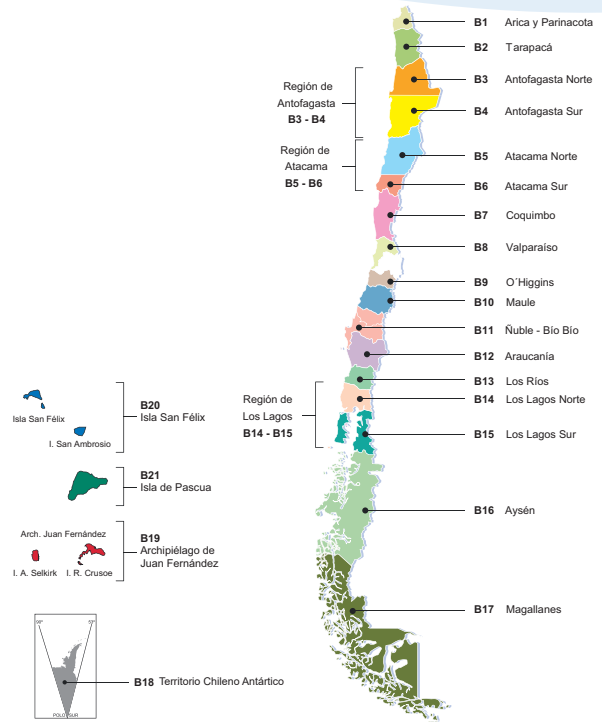 B1 Arica y Parinacota
B2 Tarapacá
B3 Antofagasta Norte
Región de
Antofagasta
B3 - B4
B4 Antofagasta Sur
Región de
Atacama
B5 - B6
B5 Atacama Norte
B6 Atacama Sur
B7 Coquimbo
B8 Valparaíso
B9 O´Higgins
B10 Maule
B11 Ñuble - Bío Bío
B12 Araucanía
B13 Los Ríos
Región de
Los Lagos
B14 - B15
B14 Los Lagos Norte
B15 Los Lagos Sur
B16 Aysén
B17 Magallanes
B20
Isla San Félix
Isla San Félix
I. San Ambrosio
B21
Isla de Pascua
Arch. Juan Fernández
I. A. Selkirk I. R. Crusoe
B19
Archipiélago de
Juan Fernández
90° 53°
POLO SUR
B18 Territorio Chileno Antártico